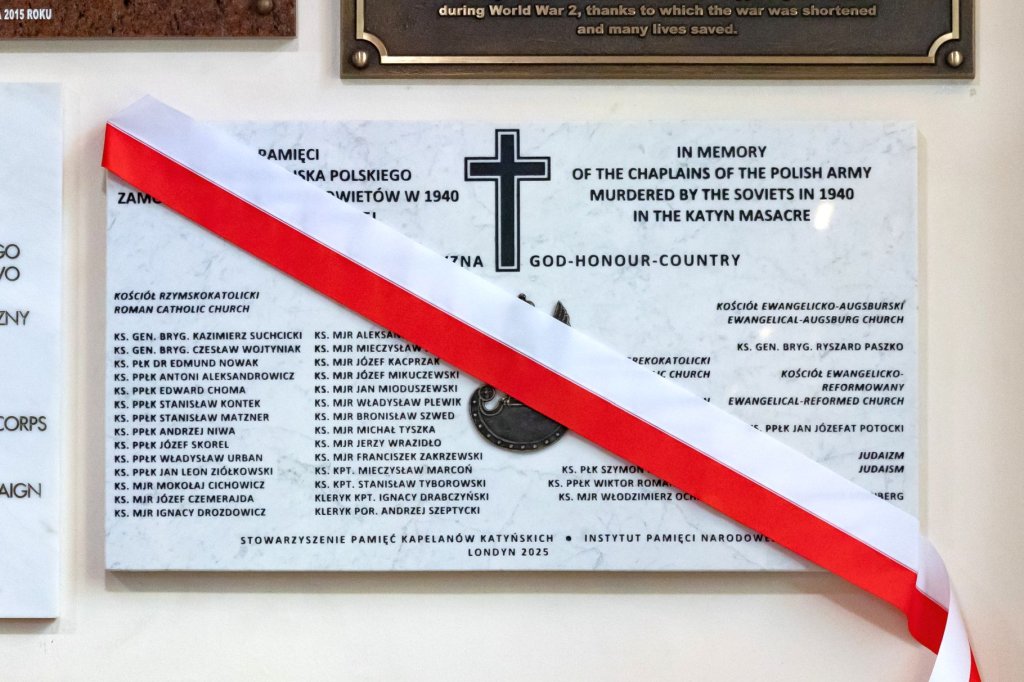 A 2015 ROKU
during World War 2, thanks to which the war was shortened
and many lives saved.
CORPS
PAMIĘCI
POLSKIEGO
W 1940
IN MEMORY
OF THE CHAPLAINS OF THE POLISH ARMY
MURDERED BY THE SOVIETS IN 1940
IN THE KATYN MASACRE
GOD-HONOUR-COUNTRY
KOŚCIÓŁ RZYMSKOKATOLICKI
ROMAN CATHOLIC CHURCH
KS. GEN. BRYG. KAZIMIERZ SUCHCICKI
KS. GEN. BRYG. CZESŁAW WOJTYNIAK
KS. PŁK DR EDMUND NOWAK
KS. PPŁK ANTONI ALEKSANDROWICZ
KS. PPŁK EDWARD CHOMA
KS. PPŁK STANISŁAW KONTEK
KS. PPŁK STANISŁAW MATZNER
KS. PPŁK ANDRZEJ NIWA
KS. PPŁK JÓZEF SKOREL
KS. PPŁK WŁADYSŁAW URBAN
KS. PPŁK JAN LEON ZIÓŁKOWSKI
KS. MJR MIKOŁAJ CICHOWICZ
KS. MJR JÓZEF CZEMERAJDA
KS. MJR IGNACY DROZDOWICZ
KS. MJR
KS. MJR MIECZYSŁAW
KS. MJR JÓZEF KACPRZAK
KS. MJR JÓZEF MIKUCZEWSKI
KS. MJR JAN MIODUSZEWSKI
KS. MJR WŁADYSŁAW PLEWIK
KS. MJR BRONISŁAW SZWED
KS. MJR MICHAŁ TYSZKA
KS. MJR JERZY WRAZIDŁO
KS. MJR FRANCISZEK ZAKRZEWSKI
KS. KPT. MIECZYSŁAW MARCOŃ
KS. KPT. STANISŁAW TYBOROWSKI
KLERYK KPT. IGNACY DRABCZYŃSKI
KLERYK POR. ANDRZEJ SZEPTYCKI
CHURCH
KS. PŁK SZYMON
KS. PPŁK WIKTOR
KS. MJR WŁODZIMIERZ
KOŚCIÓŁ EWANGELICKO-AUGSBURSKI
EWANGELICAL-AUGSBURG CHURCH
KS. GEN. BRYG. RYSZARD PASZKO
KOŚCIÓŁ EWANGELICKO-
REFORMOWANY
EWANGELICAL-REFORMED CHURCH
KS. PPŁK JAN JÓZEFAT POTOCKI
JUDAIZM
JUDAISM
STOWARZYSZENIE PAMIĘĆ KAPELANÓW KATYŃSKICH • INSTYTUT PAMIĘCI
LONDYN 2025